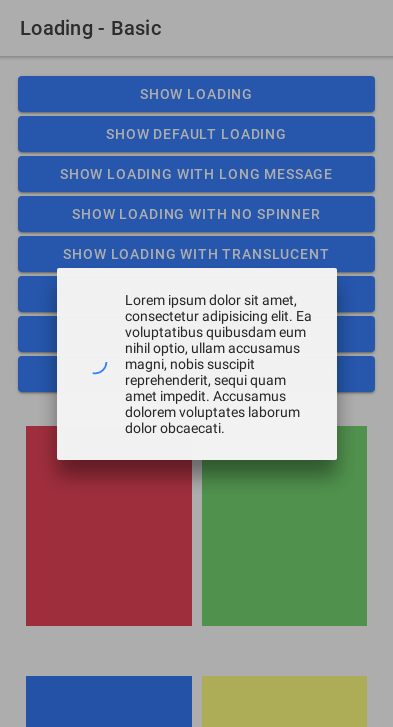 Loading - Basic
SHOW LOADING
SHOW DEFAULT LOADING
SHOW LOADING WITH LONG MESSAGE
SHOW LOADING WITH NO SPINNER
SHOW LOADING WITH TRANSLUCENT
Lorem ipsum dolor sit amet,
consectetur adipisicing elit. Ea
voluptatibus quibusdam eum
nihil optio, ullam accusamus
magni, nobis suscipit
reprehenderit, sequi quam
amet impedit. Accusamus
dolorem voluptates laborum
dolor obcaecati.